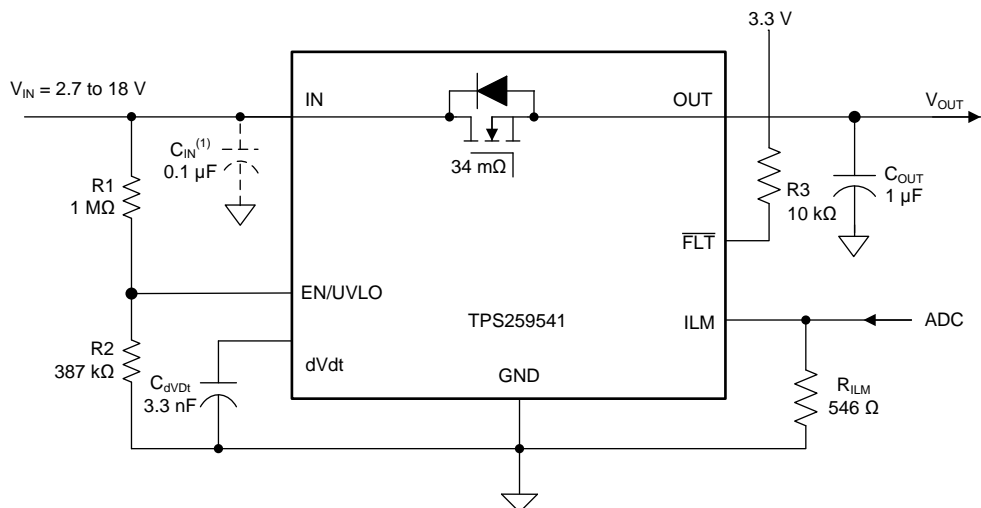 3.3 V
V_IN = 2.7 to 18 V
IN
OUT
V_OUT
C_IN^(1)
0.1 µF
34 mΩ
R1
1 MΩ
R3
10 kΩ
C_OUT
1 µF
FLT
EN/UVLO
TPS259541
ILM
ADC
R2
387 kΩ
dVdt
C_dVDt
3.3 nF
GND
R_ILM
546 Ω